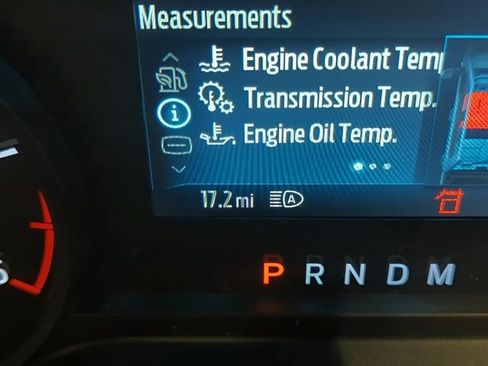 Measurements
Engine Coolant Temp
Transmission Temp.
Engine Oil Temp.
17.2 mi
A
P R N D M